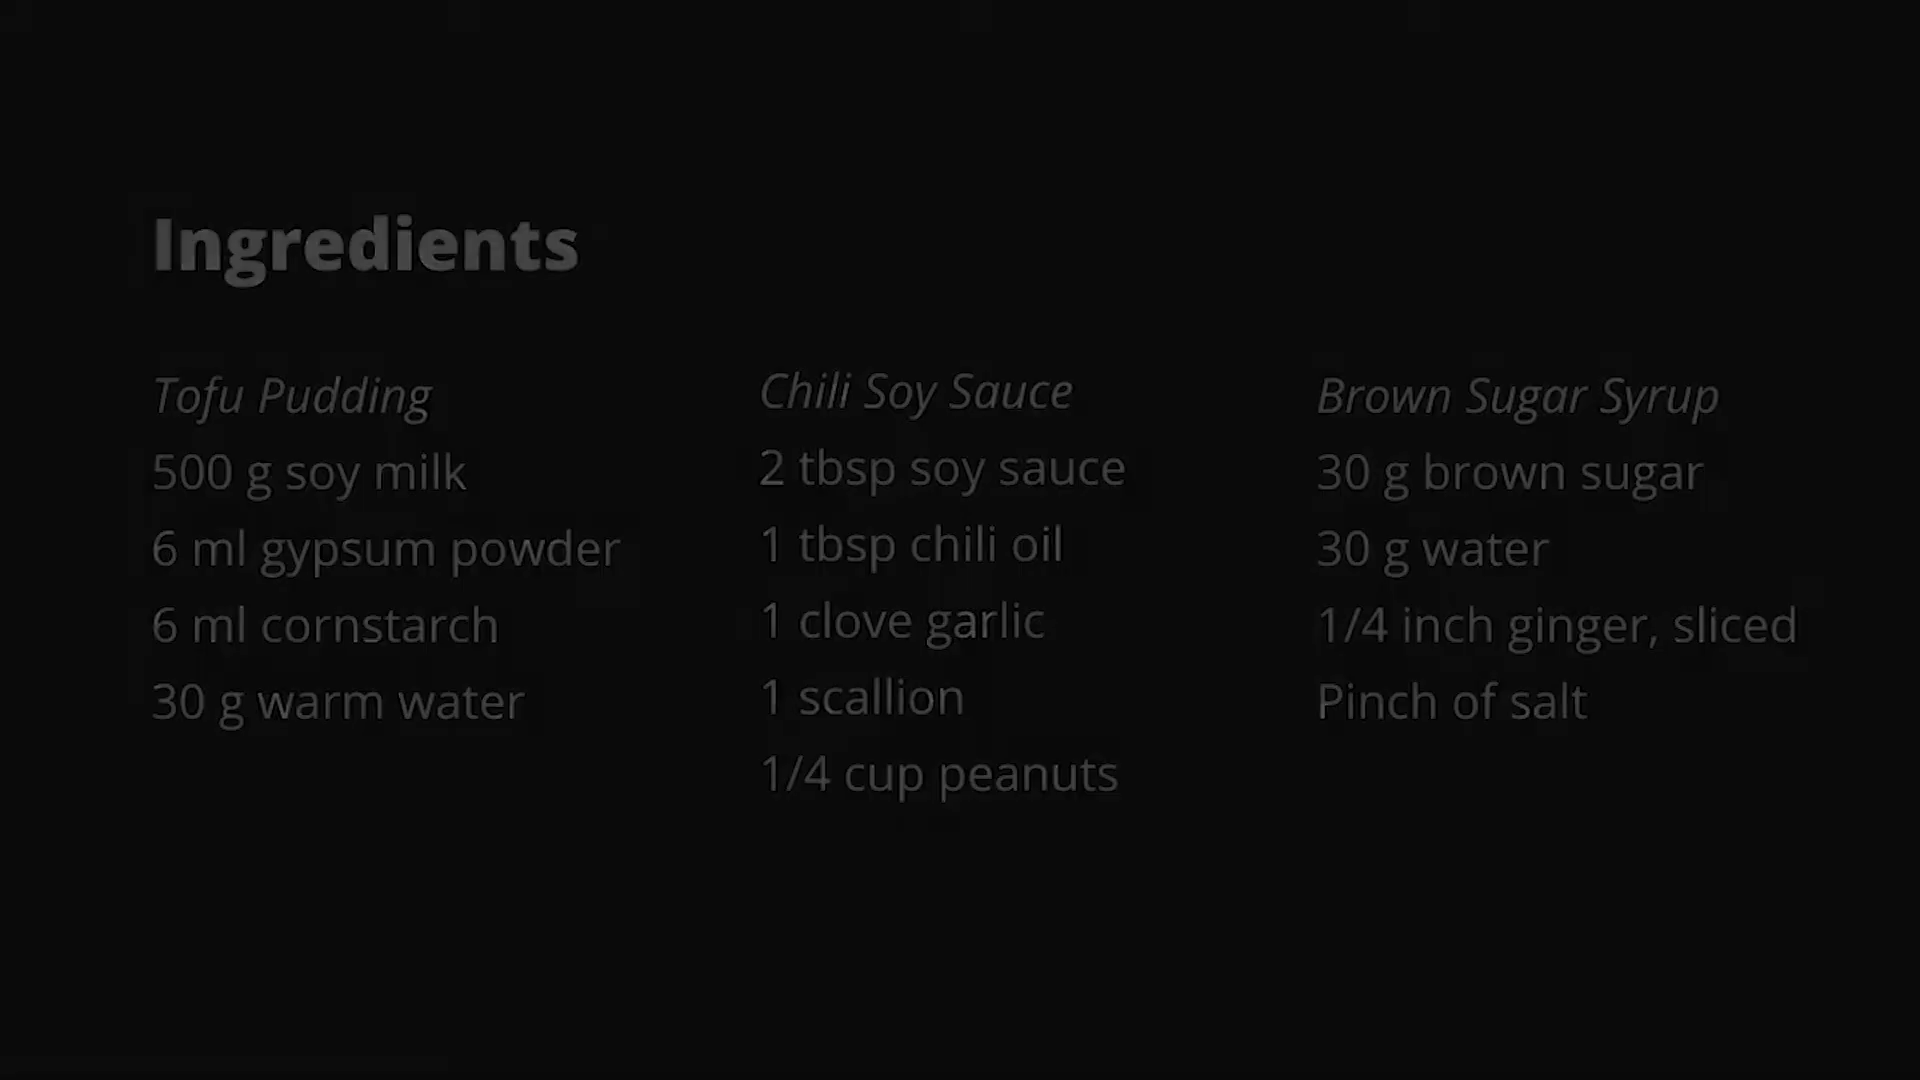 Ingredients
Tofu Pudding
500 g soy milk
6 ml gypsum powder
6 ml cornstarch
30 g warm water
Chili Soy Sauce
2 tbsp soy sauce
1 tbsp chili oil
1 clove garlic
1 scallion
1/4 cup peanuts
Brown Sugar Syrup
30 g brown sugar
30 g water
1/4 inch ginger, sliced
Pinch of salt